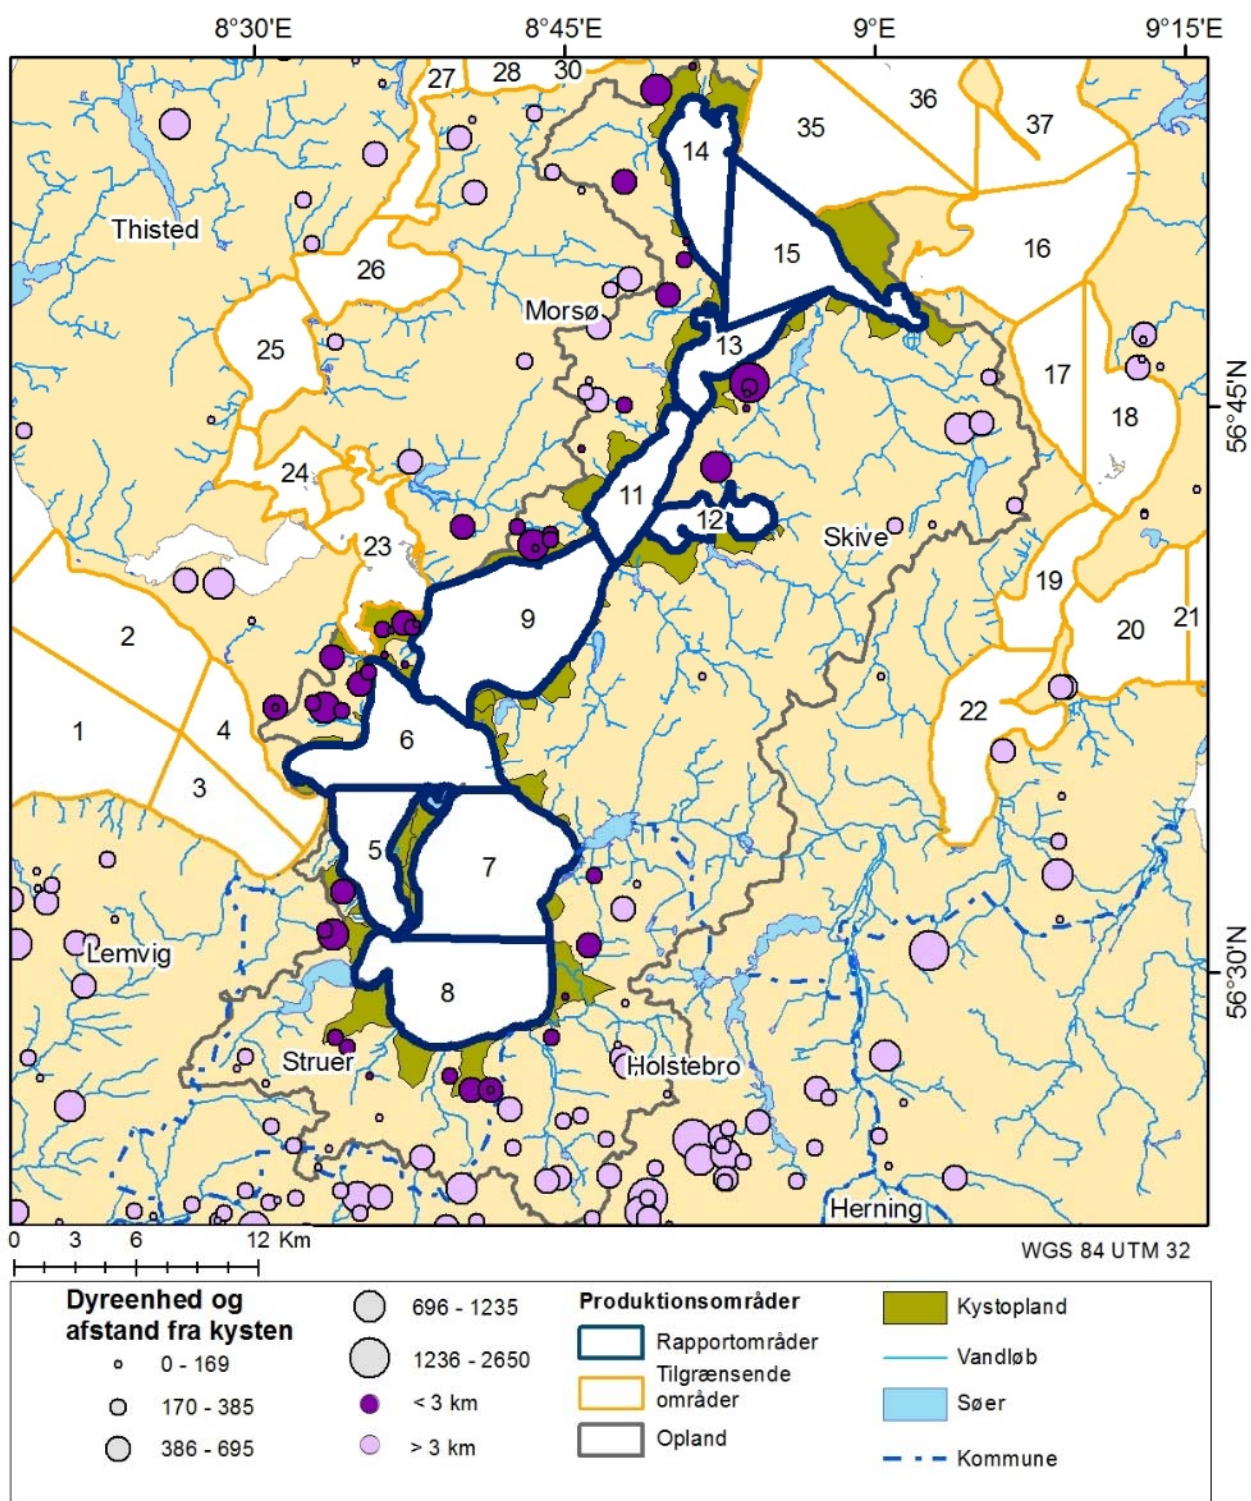 8°30'E 8°45'E 9°E 9°15'E
27 28 30
36
35 37
14
Thisted
15 16
26
Morsø
25 13
17
56°45'N
18
24
11
12
Skive
23
19
9
2 20 21
22
1 4 6
3
5 7
Lemvig
56°30'N
8
Struer Holstebro
Herning
0 3 6 12 Km
WGS 84 UTM 32
Dyreenhed og
afstand fra kysten
0 - 169
170 - 385
386 - 695
696 - 1235
1236 - 2650
< 3 km
> 3 km
Produktionsområder
Rapportområder
Tilgrænsende
områder
Opland
Kystopland
Vandløb
Søer
Kommune